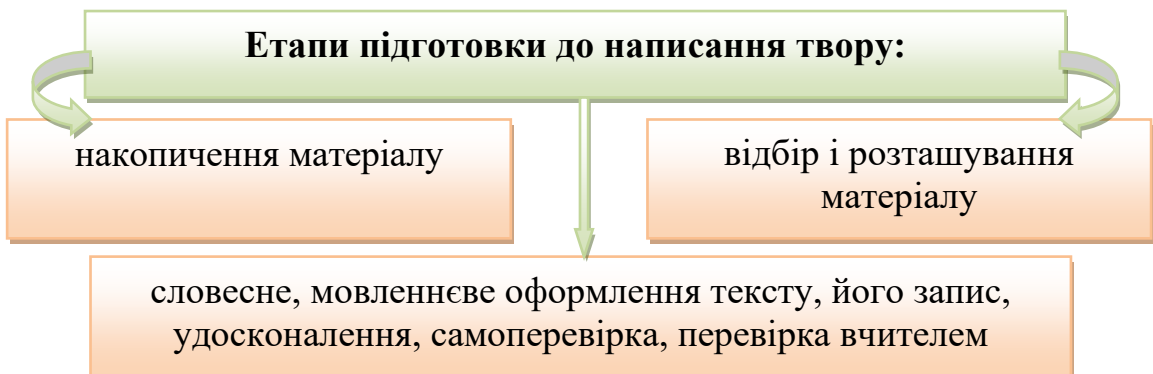 Етапи підготовки до написання твору:
накопичення матеріалу
відбір і розташування
матеріалу
словесне, мовленнєве оформлення тексту, його запис,
удосконалення, самоперевірка, перевірка вчителем